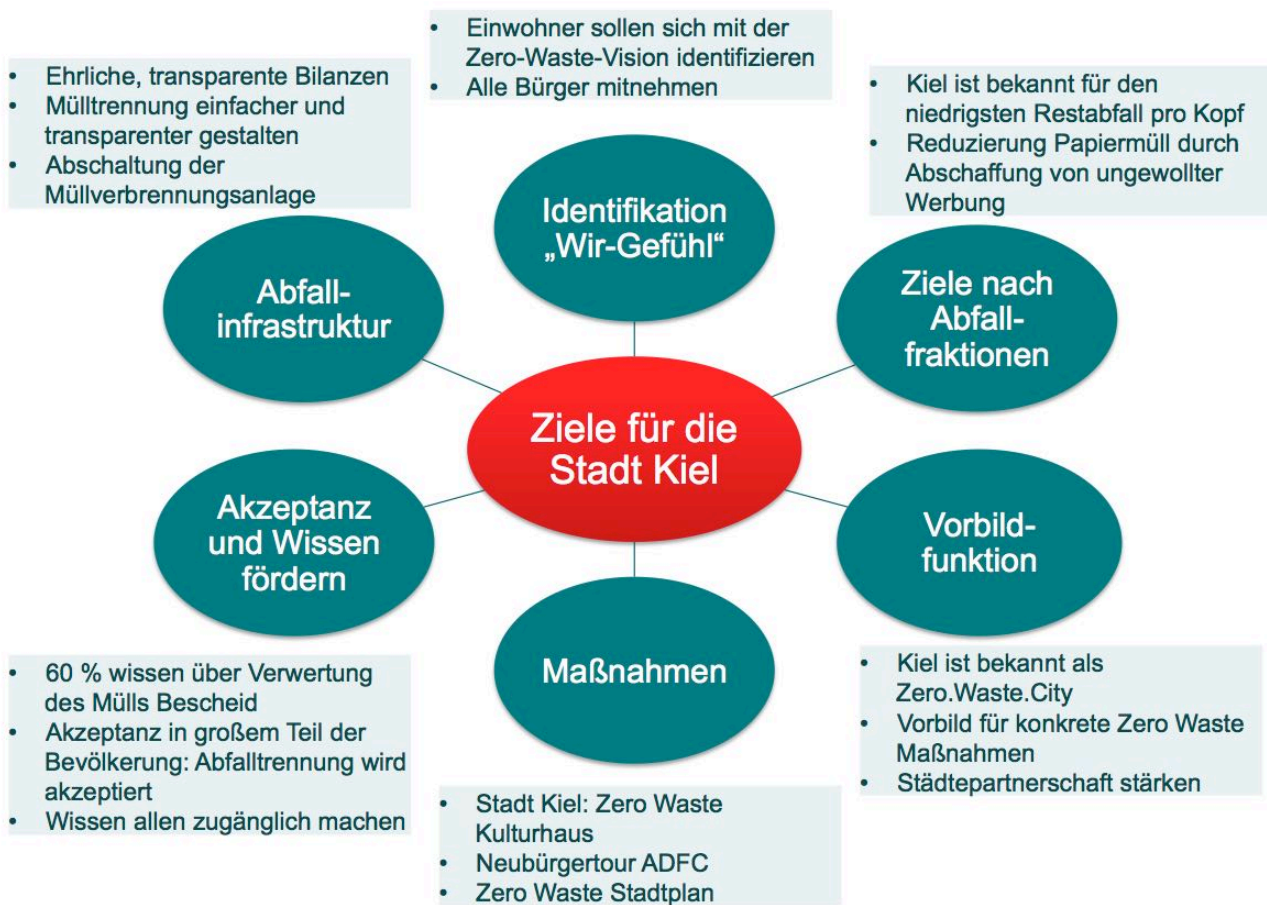 • Einwohner sollen sich mit der
Zero-Waste-Vision identifizieren
• Alle Bürger mitnehmen
• Ehrliche, transparente Bilanzen
• Mülltrennung einfacher und
transparenter gestalten
• Abschaltung der
Müllverbrennungsanlage
• Kiel ist bekannt für den
niedrigsten Restabfall pro Kopf
• Reduzierung Papiermüll durch
Abschaffung von ungewollter
Werbung
Identifikation
„Wir-Gefühl“
Abfall-
infrastruktur
Ziele nach
Abfall-
fraktionen
Ziele für die
Stadt Kiel
Akzeptanz
und Wissen
fördern
Vorbild-
funktion
Maßnahmen
• 60 % wissen über Verwertung
des Mülls Bescheid
• Akzeptanz in großem Teil der
Bevölkerung: Abfalltrennung wird
akzeptiert
• Wissen allen zugänglich machen
• Kiel ist bekannt als
Zero.Waste.City
• Vorbild für konkrete Zero Waste
Maßnahmen
• Städtepartnerschaft stärken
• Stadt Kiel: Zero Waste
Kulturhaus
• Neubürgertour ADFC
• Zero Waste Stadtplan